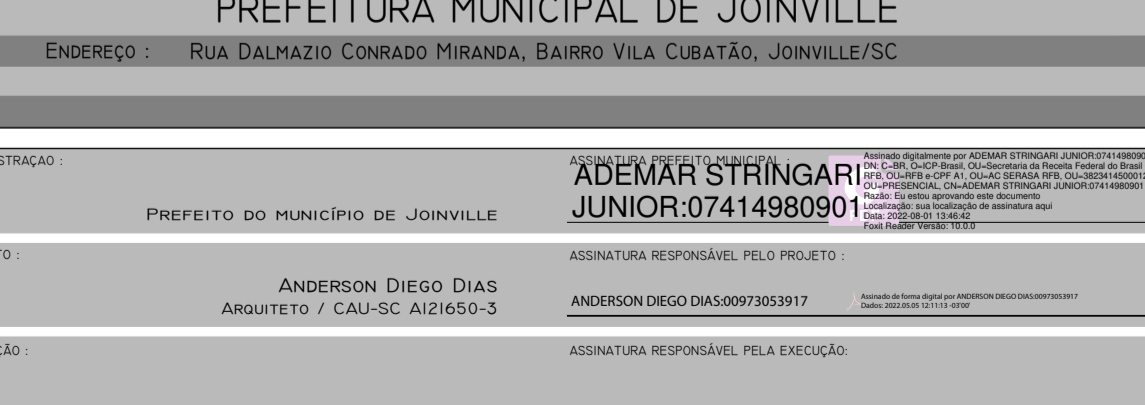 PREFEITURA MUNICIPAL DE JOINVILLE
ENDEREÇO : RUA DALMAZIO CONRADO MIRANDA, BAIRRO VILA CUBATÃO, JOINVILLE/SC
STRAÇAO :
PREFEITO DO MUNICÍPIO DE JOINVILLE
ASSINATURA PREFEITO MUNICIPAL :
ADEMAR STRINGARI
JUNIOR:07414980901
Assinado digitalmente por ADEMAR STRINGARI JUNIOR:0741498090
DN: C=BR, O=ICP-Brasil, OU=Secretaria da Receita Federal do Brasil
RFB, OU=RFB e-CPF A1, OU=AC SERASA RFB, OU=3823414500012
OU=PRESENCIAL, CN=ADEMAR STRINGARI JUNIOR:07414980901
Razão: Eu estou aprovando este documento
Localização: sua localização de assinatura aqui
Data: 2022-08-01 13:46:42
Foxit Reader Versão: 10.0.0
TO :
ANDERSON DIEGO DIAS
ARQUITETO / CAU-SC A121650-3
ASSINATURA RESPONSÁVEL PELO PROJETO :
ANDERSON DIEGO DIAS:00973053917
Assinado de forma digital por ANDERSON DIEGO DIAS:00973053917
Dados: 2022.05.05 12:11:13 -03'00'
ÇÃO :
ASSINATURA RESPONSÁVEL PELA EXECUÇÃO: